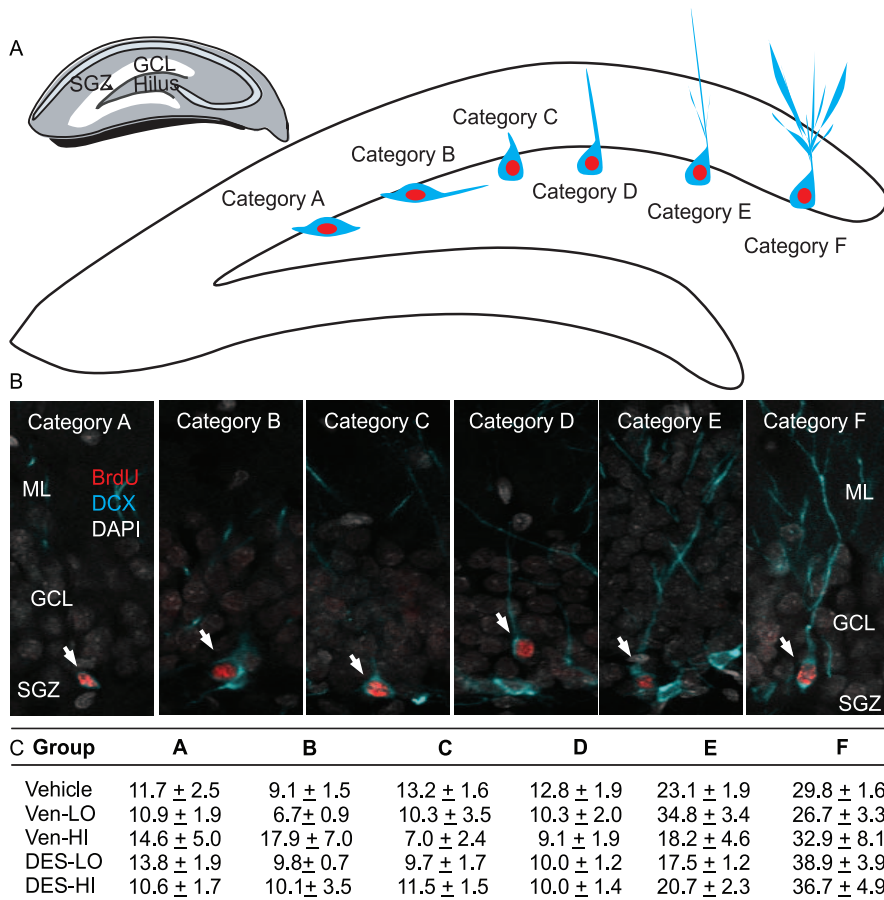 A
GCL
SGZ
Hilus
Category C
Category B
Category A
Category D
Category E
Category F
B
Category A
Category B
Category C
Category D
Category E
Category F
BrdU
ML
ML
DCX
DAPI
GCL
GCL
SGZ
SGZ
C Group A B C D E F
Vehicle 11.7 ± 2.5 9.1 ± 1.5 13.2 ± 1.6 12.8 ± 1.9 23.1 ± 1.9 29.8 ± 1.6
Ven-LO 10.9 ± 1.9 6.7± 0.9 10.3 ± 3.5 10.3 ± 2.0 34.8 ± 3.4 26.7 ± 3.3
Ven-HI 14.6 ± 5.0 17.9 ± 7.0 7.0 ± 2.4 9.1 ± 1.9 18.2 ± 4.6 32.9 ± 8.1
DES-LO 13.8 ± 1.9 9.8± 0.7 9.7 ± 1.7 10.0 ± 1.2 17.5 ± 1.2 38.9 ± 3.9
DES-HI 10.6 ± 1.7 10.1± 3.5 11.5 ± 1.5 10.0 ± 1.4 20.7 ± 2.3 36.7 ± 4.9